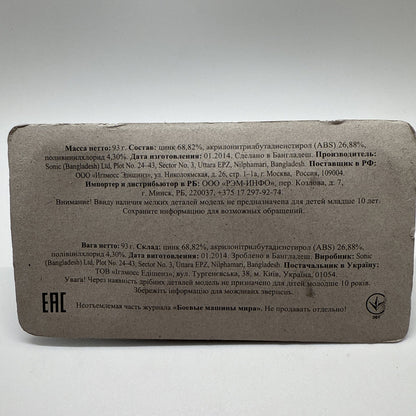 Масса нетто: 93 г. Состав: цинк 68,82%, акрилонитрилбутадиенстирол (ABS) 26,88%,
поливинилхлорид 4,30%. Дата изготовления: 01.2014. Сделано в Бангладеш. Производитель:
Sonic (Bangladesh) Ltd, Plot No. 24-43, Sector No. 3, Uttara EPZ, Nilphamari, Bangladesh. Поставщик в РФ:
ООО «Иглмосс Эдишинз», ул. Николоямская, д. 26, стр. 1–1а, г. Москва, Россия, 109004.
Импортер и дистрибьютор в РБ: ООО «РЭМ-ИНФО», пер. Козлова, д. 7,
г. Минск, РБ, 220037, +375 17 297-92-74.
Внимание! Ввиду наличия мелких деталей модель не предназначена для детей младше 10 лет.
Сохраните информацию для возможных обращений.
Вага нетто: 93 г. Склад: цинк 68,82%, акрилонітрилбутадієнстирол (ABS) 26,88%,
полівінілхлорид 4,30%. Дата виготовлення: 01.2014. Зроблено в Бангладеш. Виробник: Sonic
(Bangladesh) Ltd, Plot No. 24-43, Sector No. 3, Uttara EPZ, Nilphamari, Bangladesh. Постачальник в Україну:
ТОВ «Іглмосс Едішенз», вул. Тургенєвська, 38, м. Київ, Україна, 01054.
Увага! Через наявність дрібних деталей модель не призначено для дітей молодше 10 років.
Збережіть інформацію для можливих звернень.
ЕАС
Неотъемлемая часть журнала «Боевые машины мира». Не продавать отдельно!